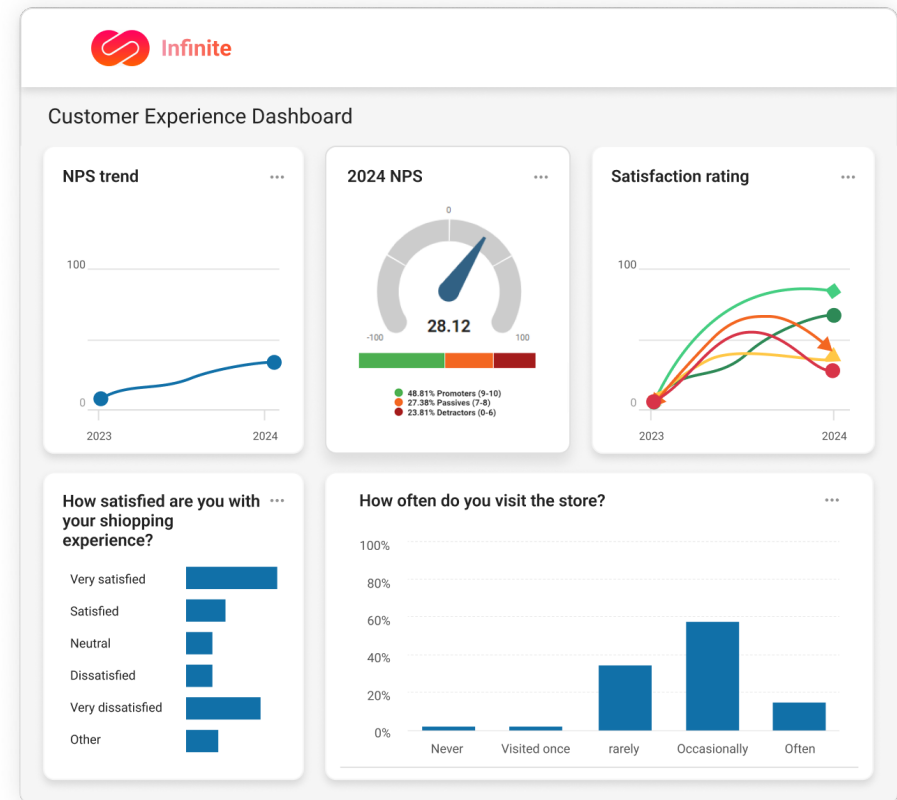 Infinite
Customer Experience Dashboard
NPS trend
100
0
2023
2024
2024 NPS
0
-100
100
28.12
48.81% Promoters (9-10)
27.38% Passives (7-8)
23.81% Detractors (0-6)
Satisfaction rating
100
0
2023
2024
How satisfied are you with
your shiopping
experience?
Very satisfied
Satisfied
Neutral
Dissatisfied
Very dissatisfied
Other
How often do you visit the store?
100%
80%
60%
40%
20%
0%
Never
Visited once
rarely
Occasionally
Often